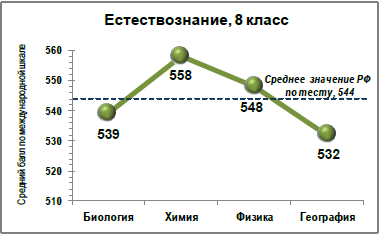 Естествознание, 8 класс
Средний балл по международной шкале
560
550
540
530
520
510
558
548
539
532
Среднее значение РФ
по тесту, 544
Биология Химия Физика География